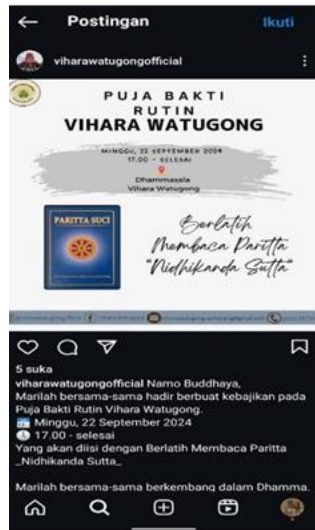 Postingan
Ikuti
viharawatugongofficial
PUJA BAKTI
RUTIN
VIHARA WATUGONG
MINGGU, 22 SEPTEMBER 2024
17.00 - SELESAI
Dhammasala
Vihara Watugong
PARITTA SUCI
Berlatih
Membaca Paritta
"Nidhikanda Sutta"
5 suka
viharawatugongofficial Namo Buddhaya,
Marilah bersama-sama hadir berbuat kebajikan pada
Puja Bakti Rutin Vihara Watugong.
Minggu, 22 September 2024
17.00 - selesai
Yang akan diisi dengan Berlatih Membaca Paritta
_Nidhikanda Sutta_
Marilah bersama-sama berkembang dalam Dhamma.